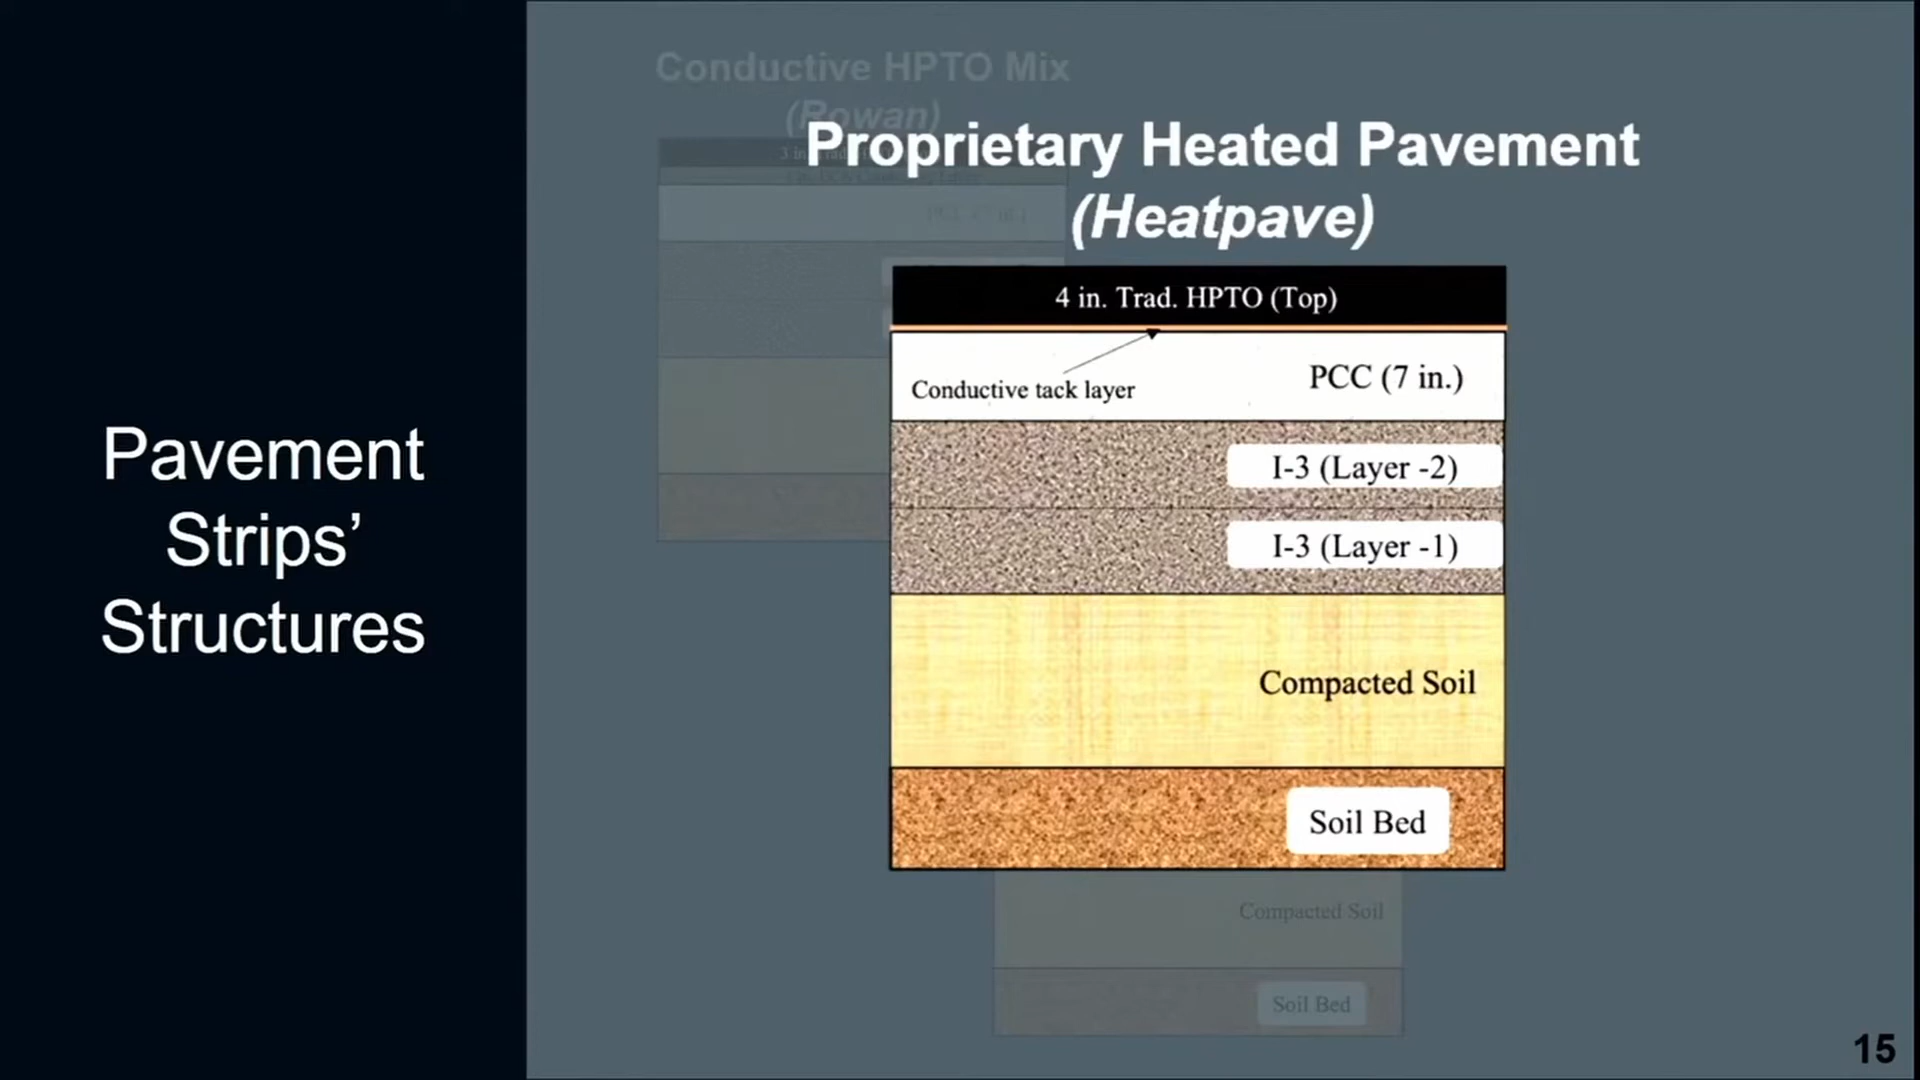 Pavement
Strips’
Structures
Conductive HPTO Mix
(Rowan)
Proprietary Heated Pavement
(Heatpave)
4 in. Trad. HPTO (Top)
Conductive tack layer
PCC (7 in.)
I-3 (Layer -2)
I-3 (Layer -1)
Compacted Soil
Soil Bed
Compacted Soil
Soil Bed
15